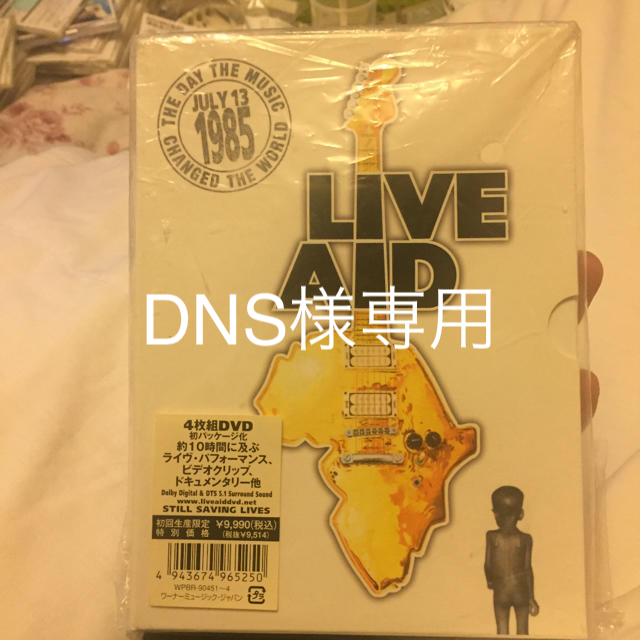 THE DAY THE MUSIC
JULY 13
1985
CHANGED THE WORLD
LIVE
AID
DNS様専用
4枚組DVD
初パッケージ化
約10時間に及ぶ
ライヴ・パフォーマンス、
ビデオクリップ、
ドキュメンタリー他
Dolby Digital & DTS 5.1 Surround Sound
www.liveaiddvd.net
STILL SAVING LIVES
初回生産限定 ¥9,990(税込)
特別価格 (税抜¥9,514)
4 943674 965250
WPBR-90451~4
ワーナーミュージック・ジャパン
プラ